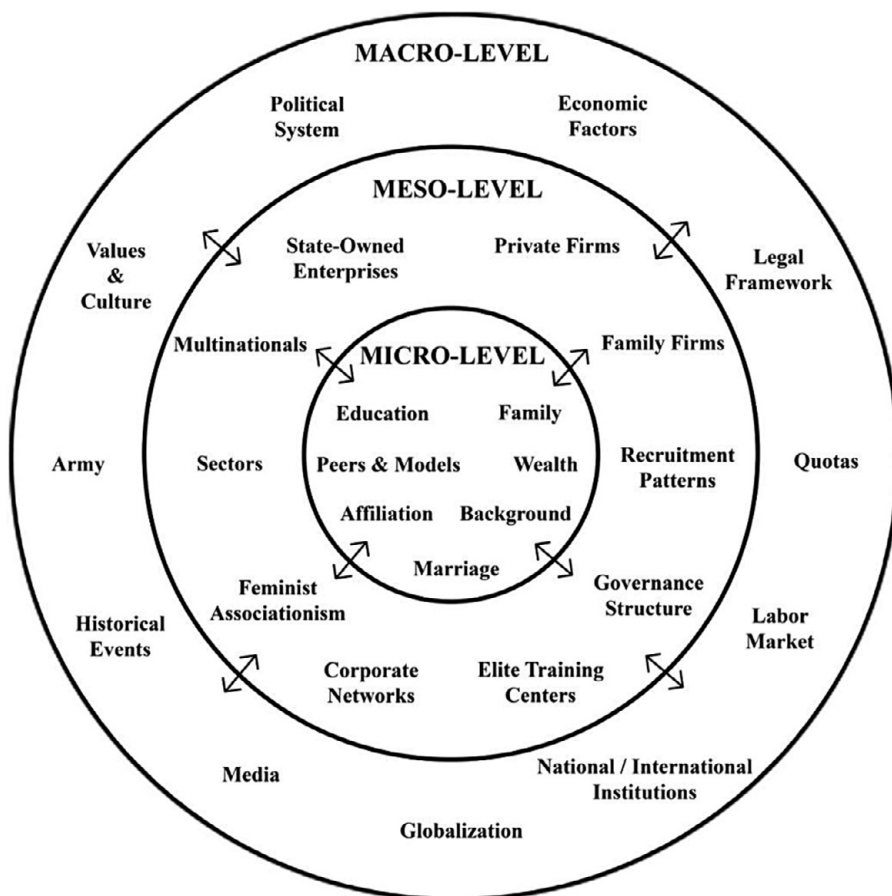 MACRO-LEVEL
Political
System
Economic
Factors
Values
&
Culture
Legal
Framework
Army
Quotas
Historical
Events
Labor
Market
Media
National / International
Institutions
Globalization
MESO-LEVEL
State-Owned
Enterprises
Private Firms
Multinationals
Family Firms
Sectors
Recruitment
Patterns
Feminist
Associationism
Governance
Structure
Corporate
Networks
Elite Training
Centers
MICRO-LEVEL
Education
Family
Peers & Models
Wealth
Affiliation
Background
Marriage